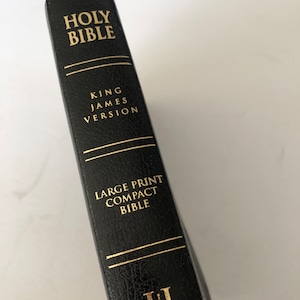 HOLY
BIBLE
KING
JAMES
VERSION
LARGE PRINT
COMPACT
BIBLE